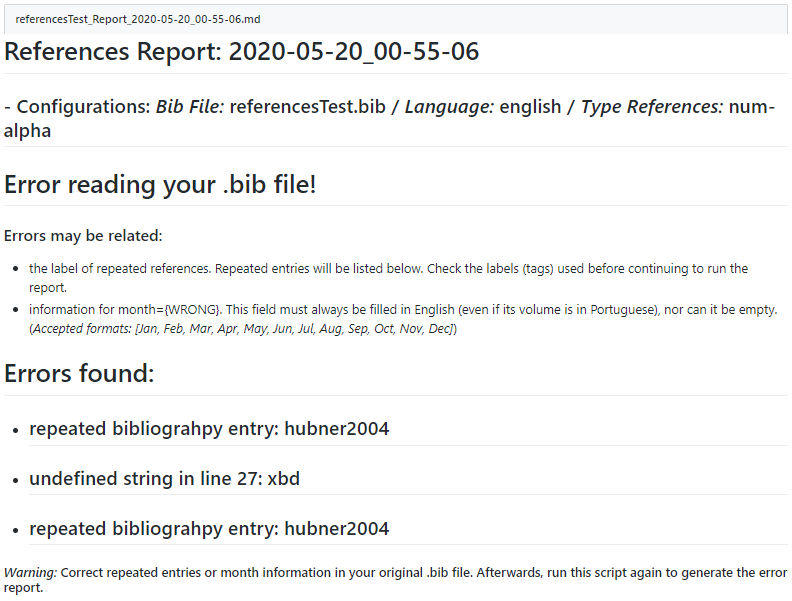 referencesTest_Report_2020-05-20_00-55-06.md
References Report: 2020-05-20_00-55-06
- Configurations: Bib File: referencesTest.bib / Language: english / Type References: num-
alpha
Error reading your .bib file!
Errors may be related:
• the label of repeated references. Repeated entries will be listed below. Check the labels (tags) used before continuing to run the
report.
• information for month={WRONG}. This field must always be filled in English (even if its volume is in Portuguese), nor can it be empty.
(Accepted formats: [Jan, Feb, Mar, Apr, May, Jun, Jul, Aug, Sep, Oct, Nov, Dec])
Errors found:
• repeated bibliograhpy entry: hubner2004
• undefined string in line 27: xbd
• repeated bibliograhpy entry: hubner2004
Warning: Correct repeated entries or month information in your original .bib file. Afterwards, run this script again to generate the error
report.